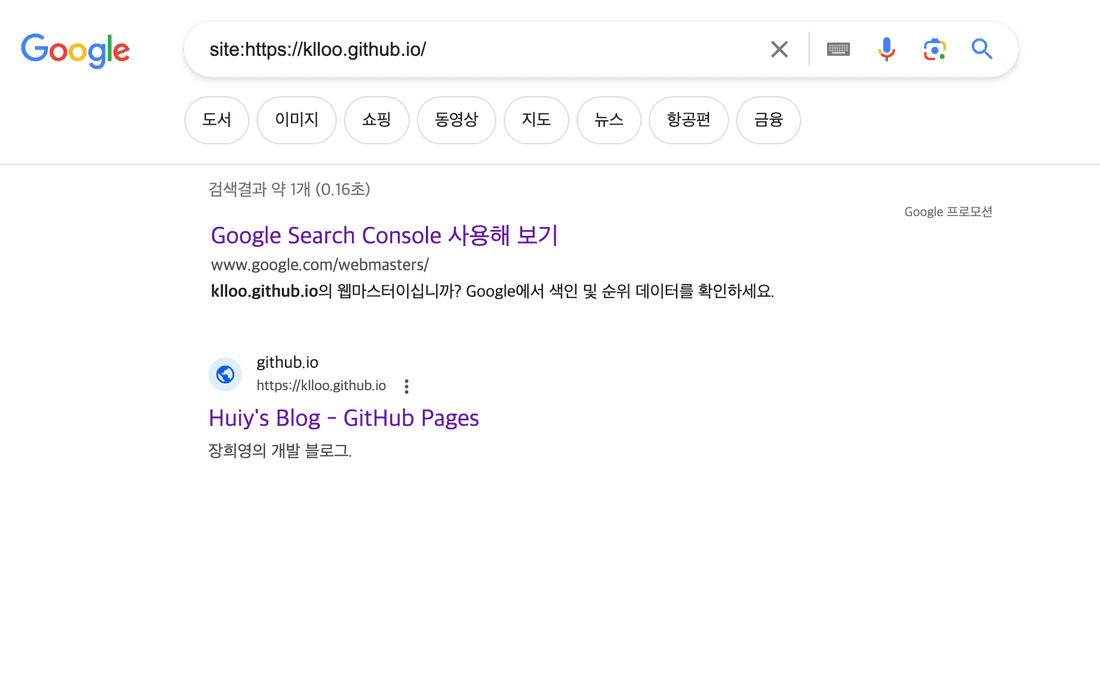 Google
site:https://klloo.github.io/
도서
이미지
쇼핑
동영상
지도
뉴스
항공편
금융
검색결과 약 1개 (0.16초)
Google 프로모션
Google Search Console 사용해 보기
www.google.com/webmasters/
klloo.github.io의 웹마스터이십니까? Google에서 색인 및 순위 데이터를 확인하세요.
github.io
https://klloo.github.io
Huiy's Blog - GitHub Pages
장희영의 개발 블로그.